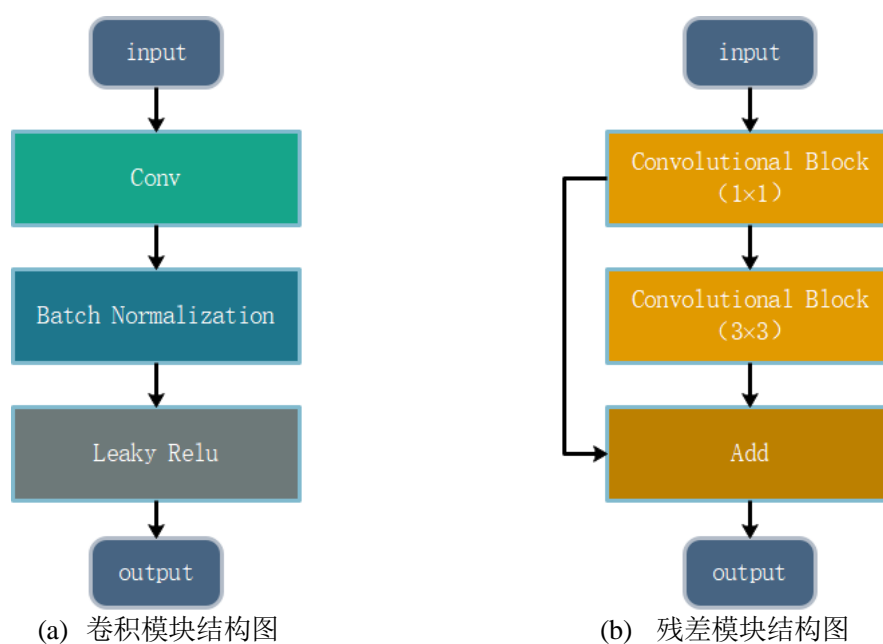 input
Conv
Batch Normalization
Leaky Relu
output
(a) 卷积模块结构图
input
Convolutional Block
（1×1）
Convolutional Block
（3×3）
Add
output
(b) 残差模块结构图